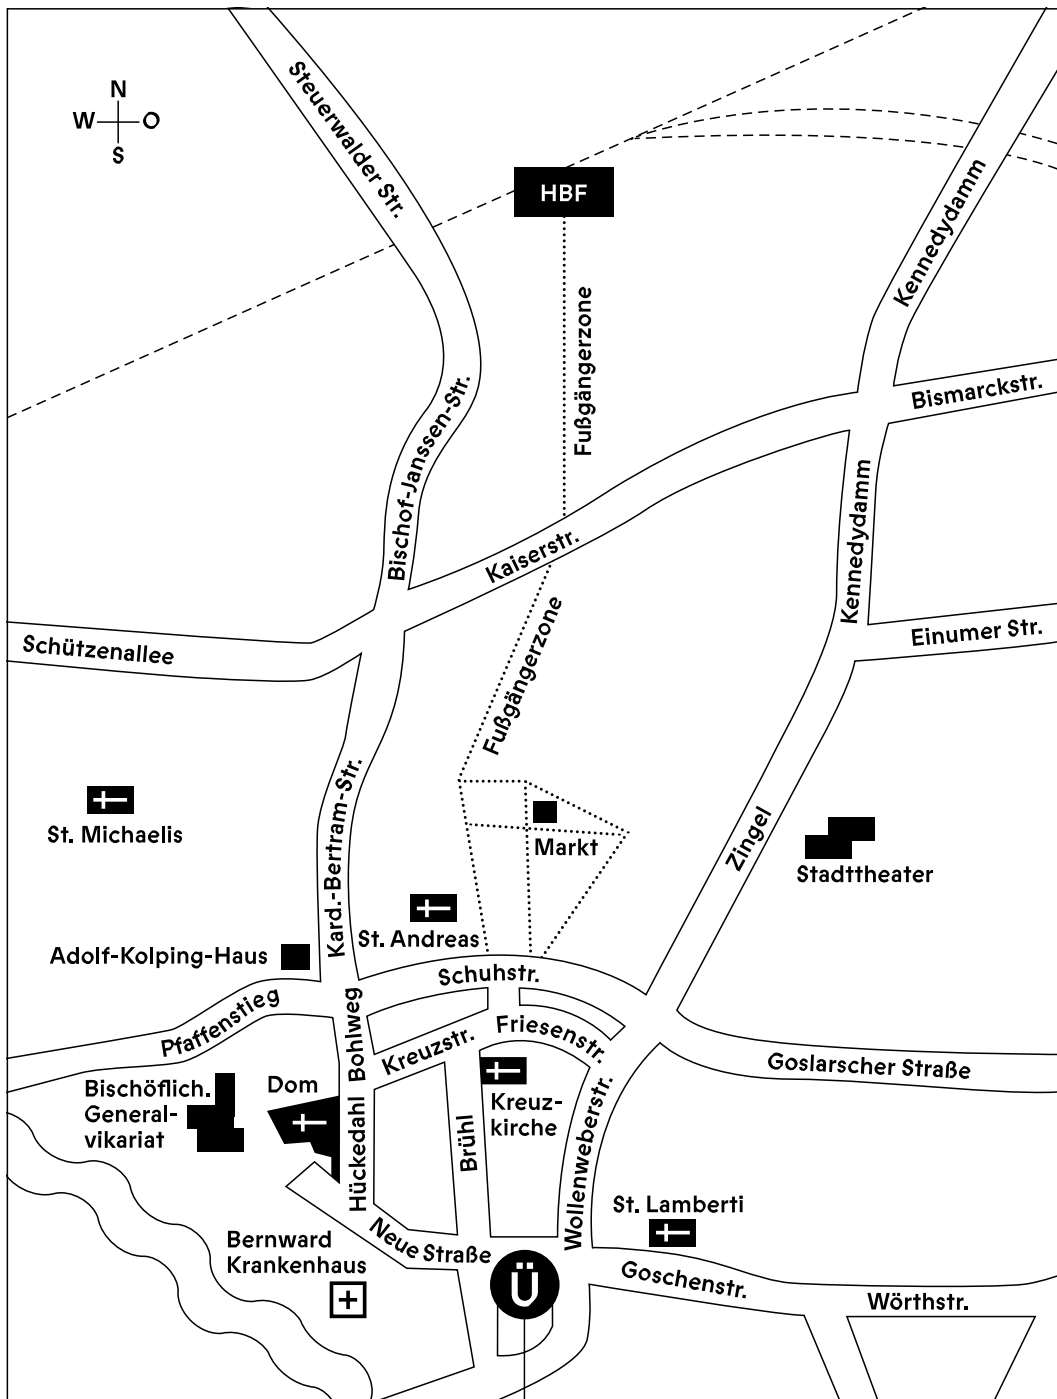 N
W
O
S
Steuerwalder Str.
HBF
Kennedydamm
Fußgängerzone
Bismarckstr.
Bischof-Janssen-Str.
Kaiserstr.
Kennedydamm
Schützenallee
Einumer Str.
Fußgängerzone
St. Michaelis
Kard.-Bertram-Str.
Markt
Zingel
Stadttheater
St. Andreas
Adolf-Kolping-Haus
Schuhstr.
Pfaffenstieg
Bohlweg
Kreuzstr.
Friesenstr.
Goslarscher Straße
Bischöflich.
General-
vikariat
Dom
Hückedahl
Brühl
Kreuz-
kirche
Wollenweberstr.
St. Lamberti
Neue Straße
Bernward
Krankenhaus
Ü
Goschenstr.
Wörthstr.